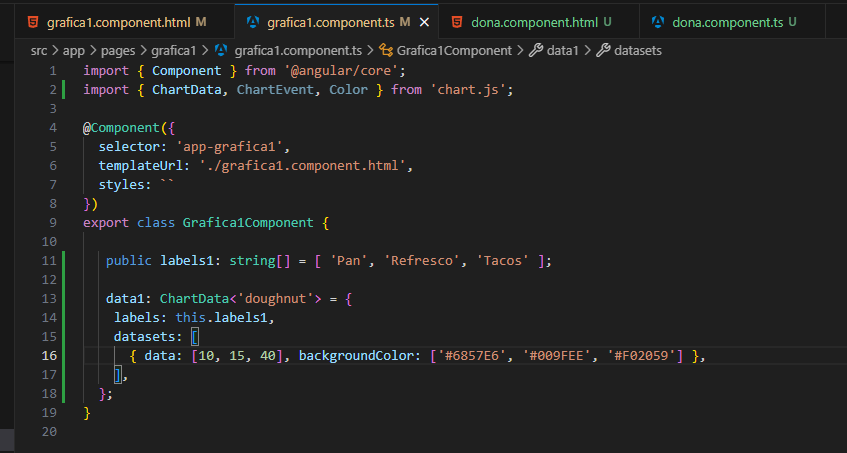 grafica1.component.html M grafica1.component.ts M × dona.component.html U dona.component.ts U
src > app > pages > grafica1 > grafica1.component.ts > Grafica1Component > data1 > datasets
1 import { Component } from '@angular/core';
2 import { ChartData, ChartEvent, Color } from 'chart.js';
3
4 @Component({
5 selector: 'app-grafica1',
6 templateUrl: './grafica1.component.html',
7 styles: ``
8 })
9 export class Grafica1Component {
10
11 public labels1: string[] = [ 'Pan', 'Refresco', 'Tacos' ];
12
13 data1: ChartData<'doughnut'> = {
14 labels: this.labels1,
15 datasets: [
16 { data: [10, 15, 40], backgroundColor: ['#6857E6', '#009FEE', '#F02059'] },
17 ],
18 };
19 }
20